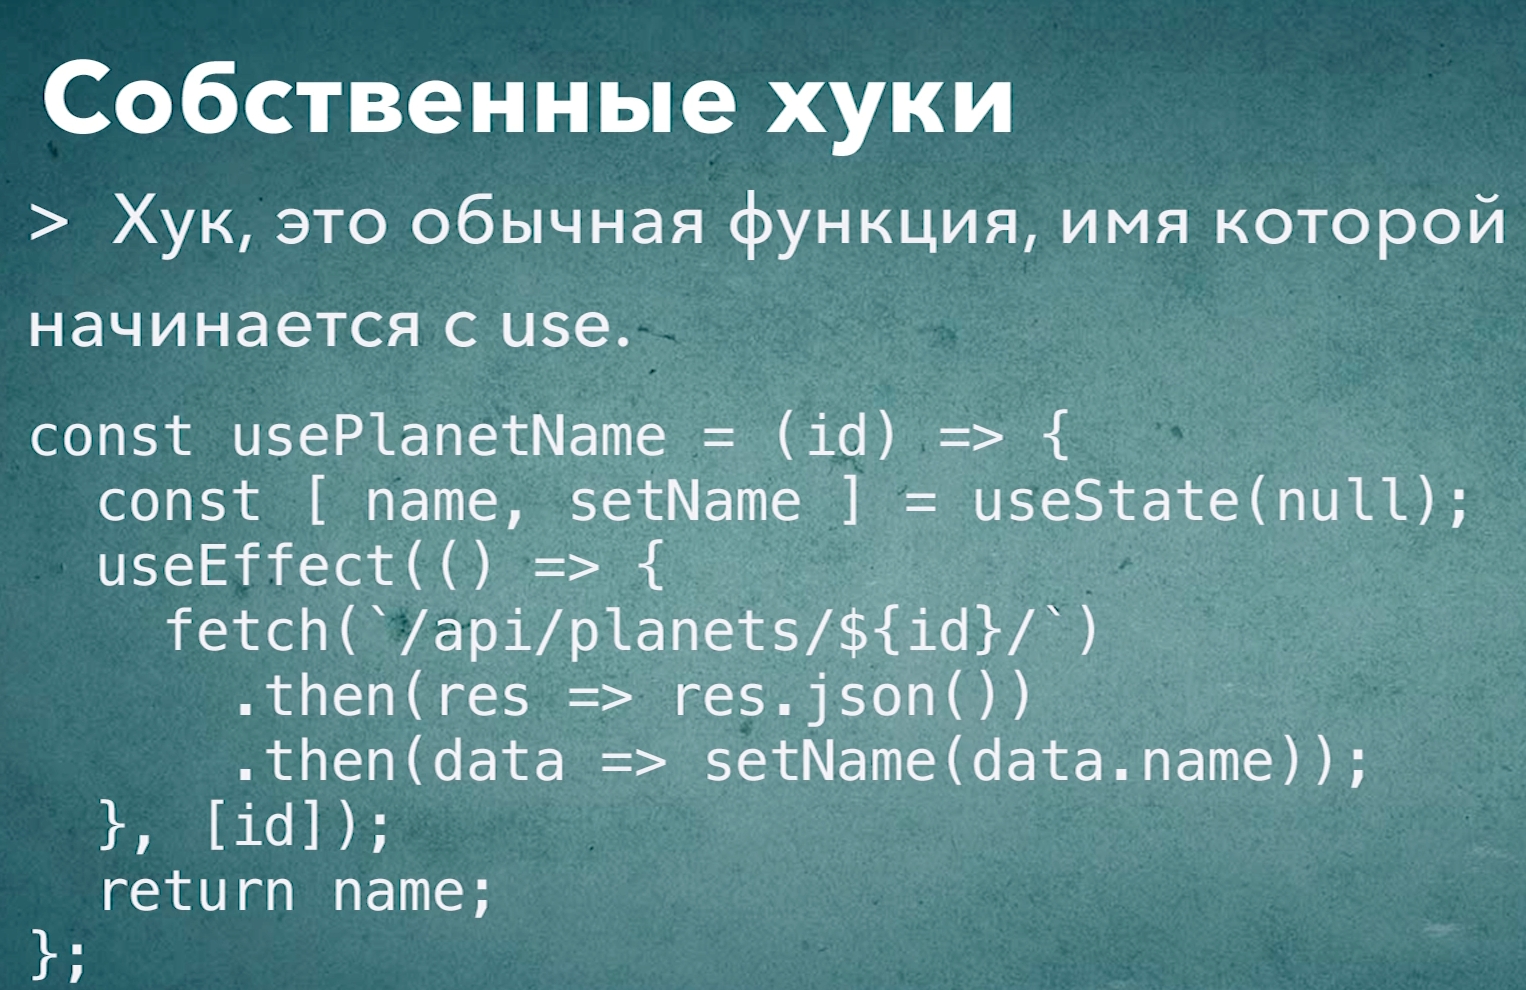 Собственные хуки
> Хук, это обычная функция, имя которой
начинается с use.
const usePlanetName = (id) => {
  const [ name, setName ] = useState(null);
  useEffect(() => {
    fetch(`/api/planets/${id}/`)
      .then(res => res.json())
      .then(data => setName(data.name));
  }, [id]);
  return name;
};